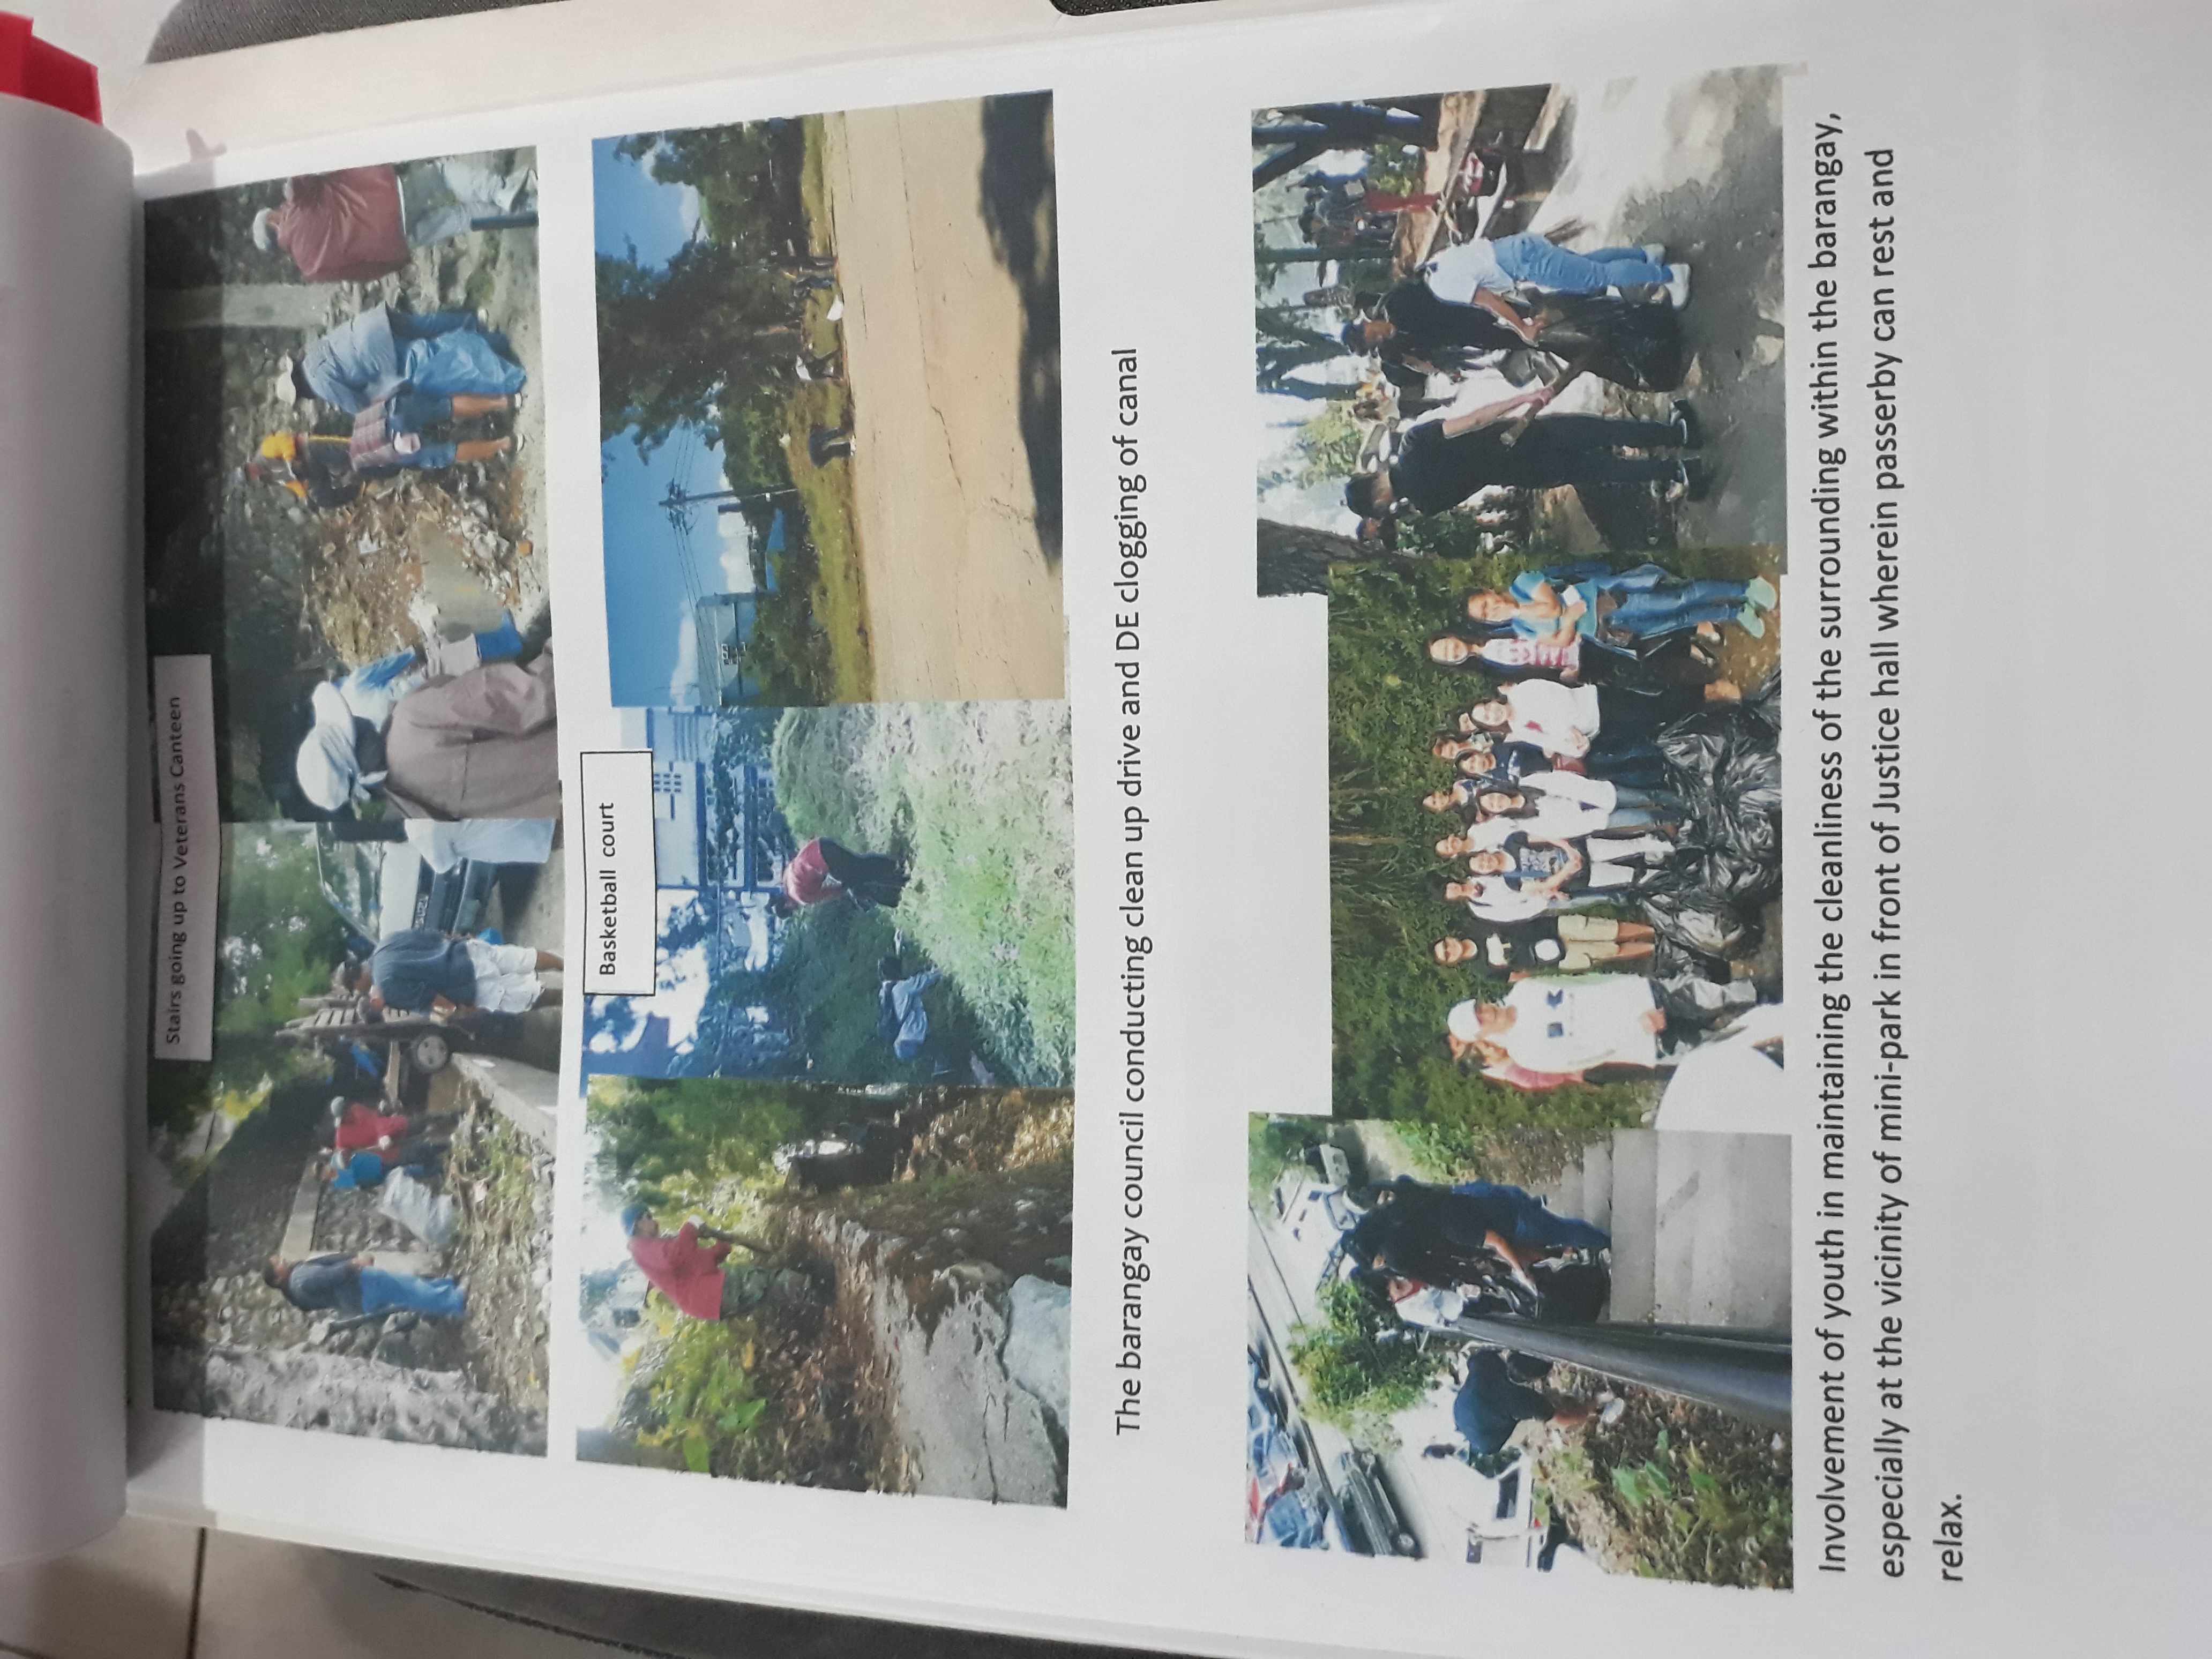 Stairs going up to Veterans Canteen
Basketball court
The barangay council conducting clean up drive and DE clogging of canal
Involvement of youth in maintaining the cleanliness of the surrounding within the barangay,
especially at the vicinity of mini-park in front of Justice hall wherein passerby can rest and
relax.